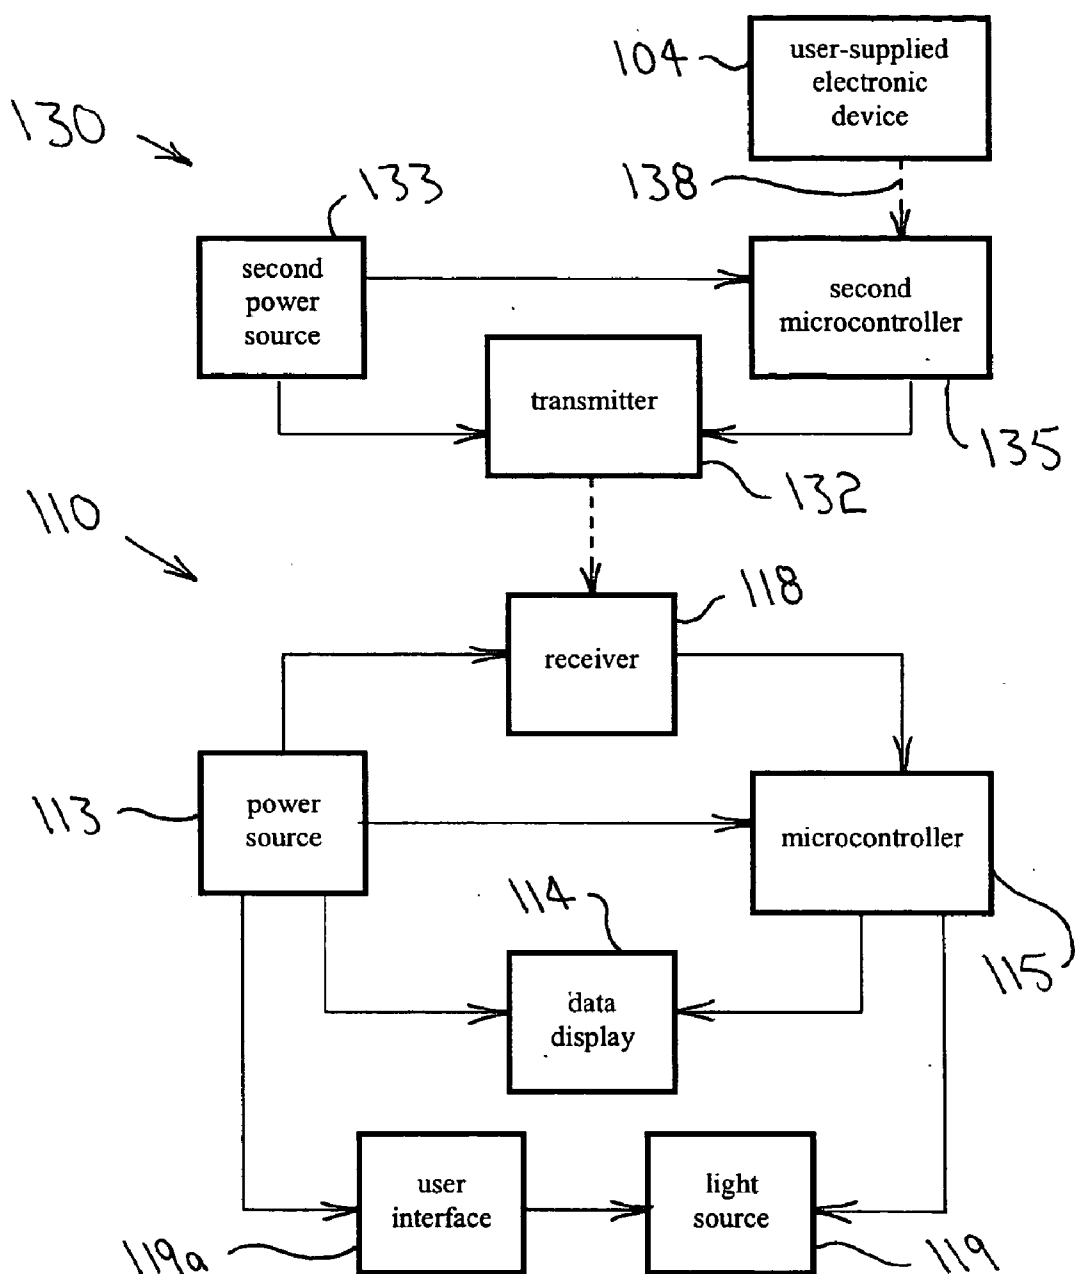 104
user-supplied
electronic
device
130
138
133
second
power
source
second
microcontroller
transmitter
135
132
110
118
receiver
113
power
source
microcontroller
114
115
data
display
user
interface
light
source
119a
119